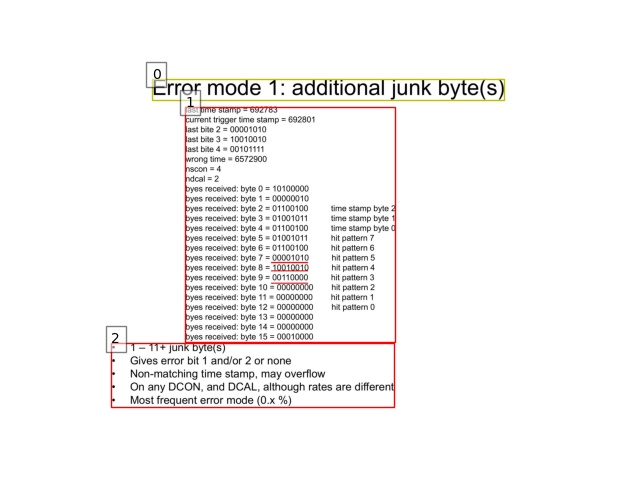 0
Error mode 1: additional junk byte(s)
1
last time stamp = 692783
current trigger time stamp = 692801
last bite 2 = 00001010
last bite 3 = 10010010
last bite 4 = 00101111
wrong time = 6572900
nscon = 4
ndcal = 2
byes received: byte 0 = 10100000
byes received: byte 1 = 00000010
byes received: byte 2 = 01100100 time stamp byte 2
byes received: byte 3 = 01001011 time stamp byte 1
byes received: byte 4 = 01100100 time stamp byte 0
byes received: byte 5 = 01001011 hit pattern 7
byes received: byte 6 = 01100100 hit pattern 6
byes received: byte 7 = 00001010 hit pattern 5
byes received: byte 8 = 10010010 hit pattern 4
byes received: byte 9 = 00110000 hit pattern 3
byes received: byte 10 = 00000000 hit pattern 2
byes received: byte 11 = 00000000 hit pattern 1
byes received: byte 12 = 00000000 hit pattern 0
byes received: byte 13 = 00000000
byes received: byte 14 = 00000000
byes received: byte 15 = 00010000
2
• 1 – 11+ junk byte(s)
• Gives error bit 1 and/or 2 or none
• Non-matching time stamp, may overflow
• On any DCON, and DCAL, although rates are different
• Most frequent error mode (0.x %)